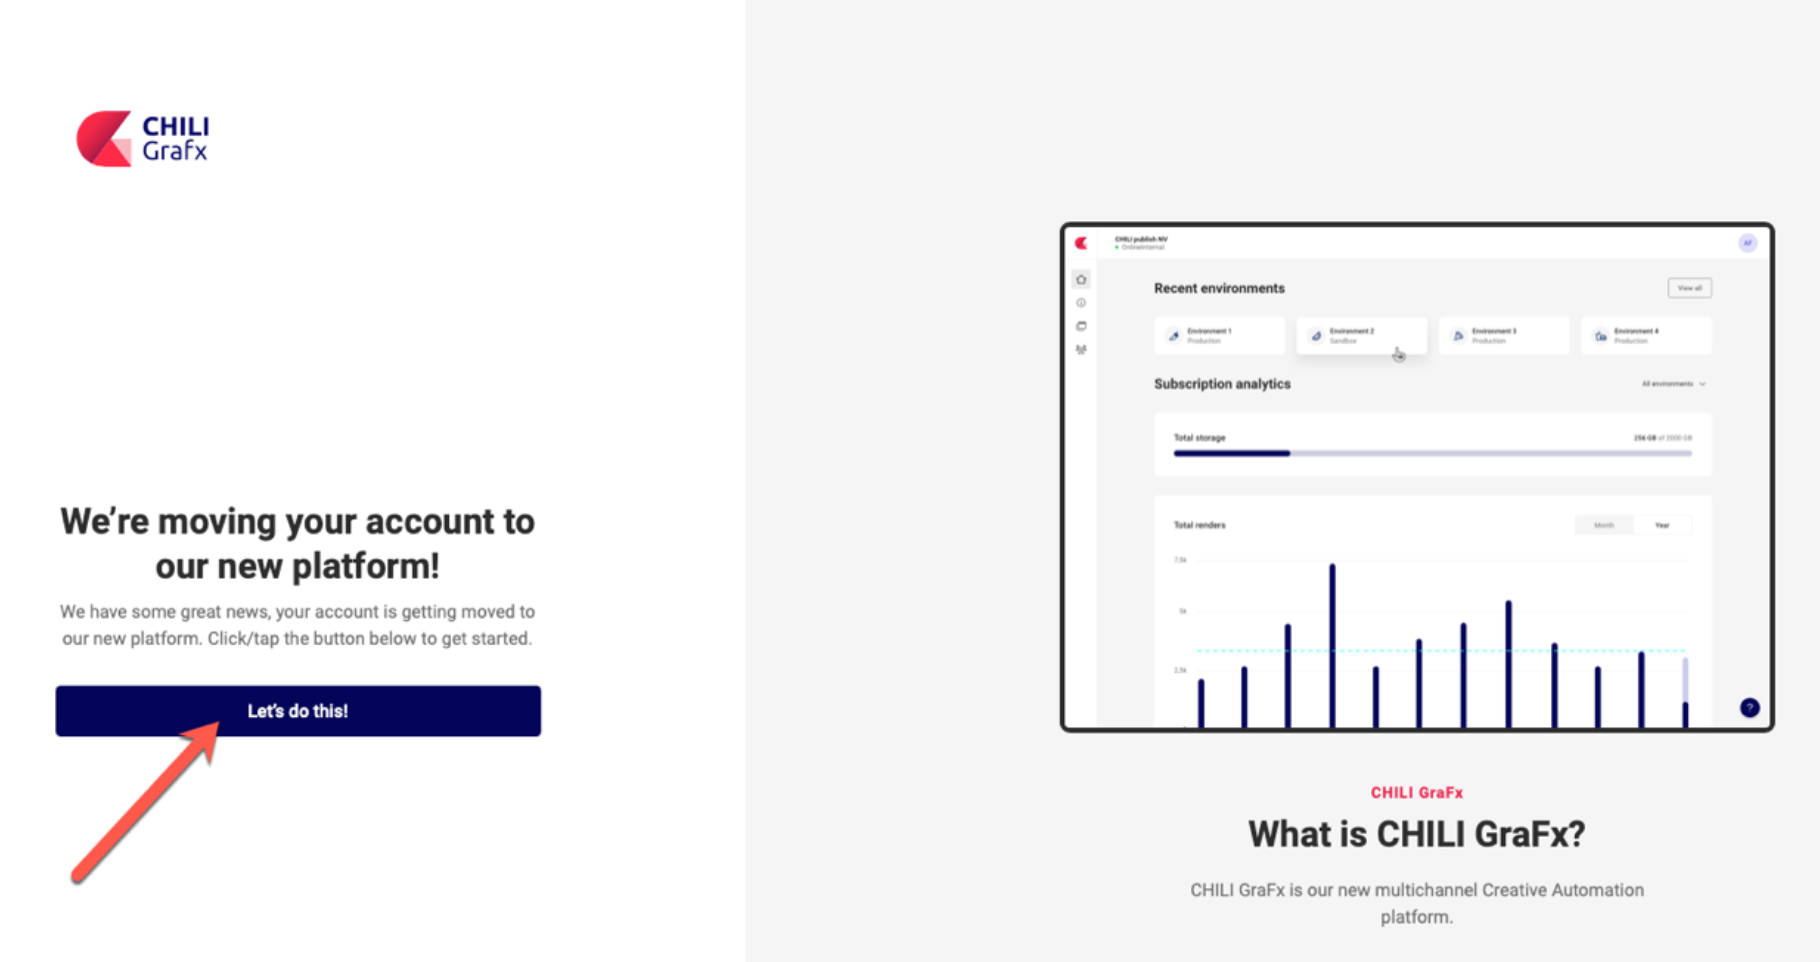 CHILI
Grafx
We’re moving your account to
our new platform!
We have some great news, your account is getting moved to
our new platform. Click/tap the button below to get started.
Let's do this!
CHILI publish NV
OnlineInternal
AF
Recent environments
View all
Environment 1
Production
Environment 2
Sandbox
Environment 3
Production
Environment 4
Production
Subscription analytics
All environments
Total storage
256 GB of 2000 GB
Total renders
Month
Year
7,5k
5k
2,5k
?
CHILI GraFx
What is CHILI GraFx?
CHILI GraFx is our new multichannel Creative Automation
platform.